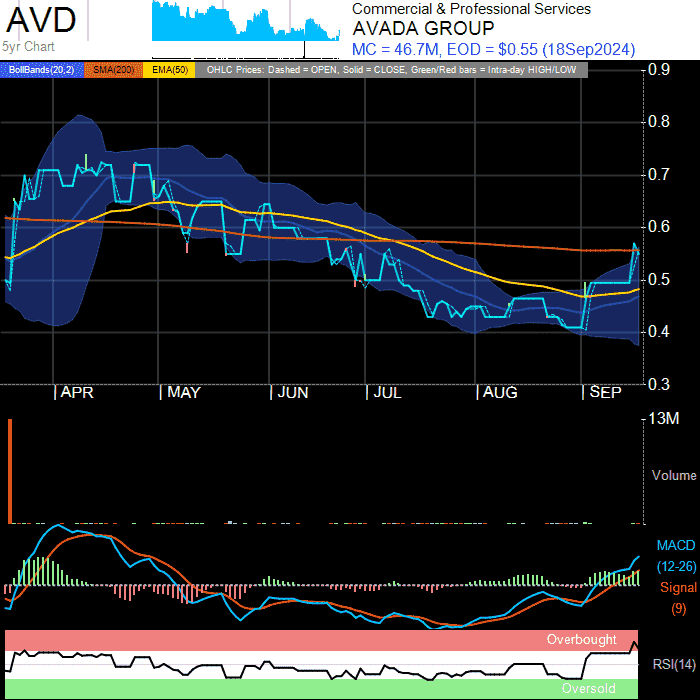 AVD
5yr Chart
Commercial & Professional Services
AVADA GROUP
MC = 46.7M, EOD = $0.55 (18Sep2024)
BollBands(20,2) SMA(200) EMA(50) OHLC Prices: Dashed = OPEN, Solid = CLOSE, Green/Red bars = Intra-day HIGH/LOW
0.9
0.8
0.7
0.6
0.5
0.4
0.3
APR MAY JUN JUL AUG SEP
13M
Volume
MACD
(12-26)
Signal
(9)
Overbought
RSI(14)
Oversold